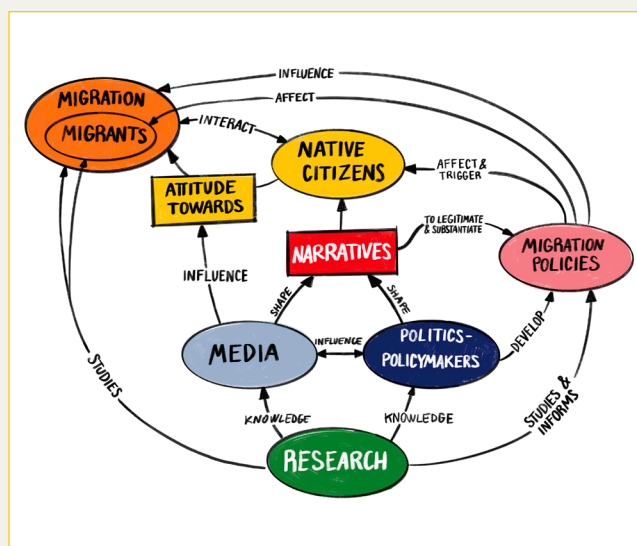 INFLUENCE
AFFECT
MIGRATION
MIGRANTS
INTERACT
NATIVE
CITIZENS
AFFECT &
TRIGGER
ATTITUDE
TOWARDS
TO LEGITIMATE
& SUBSTANTIATE
NARRATIVES
MIGRATION
POLICIES
INFLUENCE
SHAPE
SHAPE
MEDIA
INFLUENCE
POLITICS-
POLICYMAKERS
DEVELOP
STUDIES
KNOWLEDGE
KNOWLEDGE
STUDIES &
INFORMS
RESEARCH